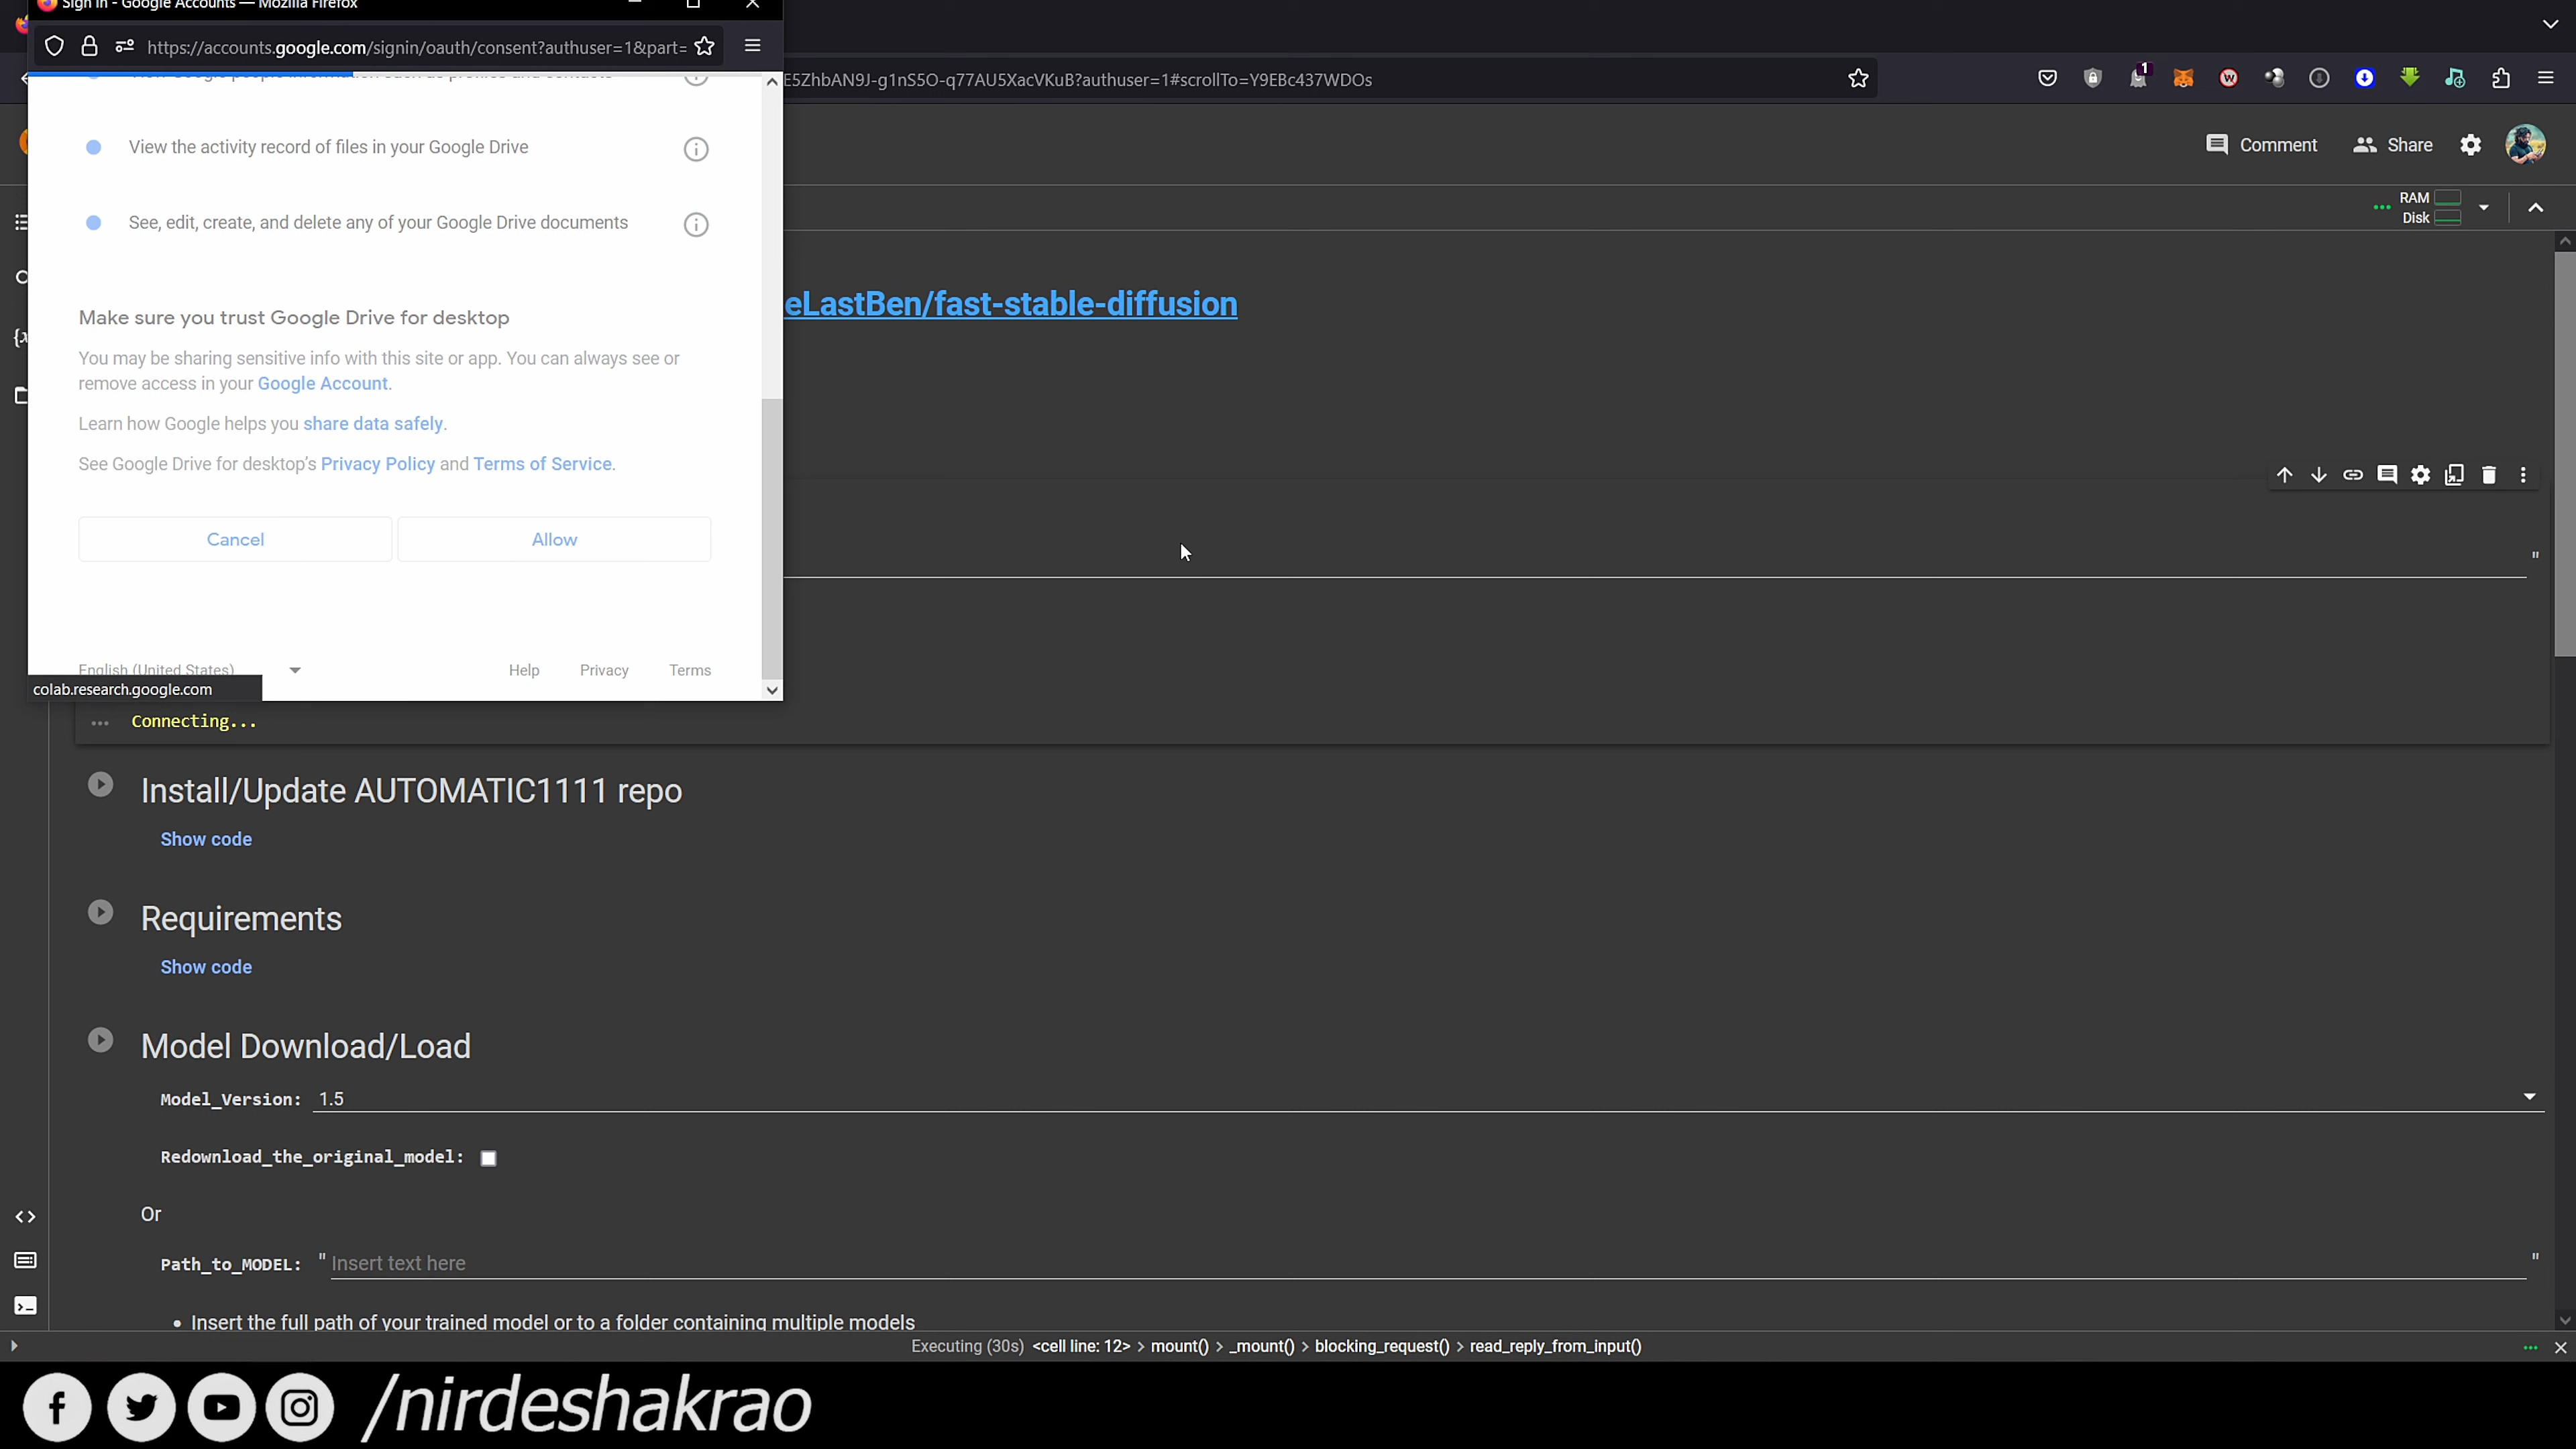 Sign in - Google Accounts — Mozilla Firefox
https://accounts.google.com/signin/oauth/consent?authuser=1&part=
E5ZhbAN9J-g1nS5O-q77AU5XacVKuB?authuser=1#scrollTo=Y9EBc437WDOs
1
View the activity record of files in your Google Drive
See, edit, create, and delete any of your Google Drive documents
Comment
Share
RAM
Disk
eLastBen/fast-stable-diffusion
Make sure you trust Google Drive for desktop
You may be sharing sensitive info with this site or app. You can always see or
remove access in your Google Account.
Learn how Google helps you share data safely.
See Google Drive for desktop's Privacy Policy and Terms of Service.
Cancel
Allow
"
English (United States)
Help
Privacy
Terms
colab.research.google.com
Connecting...
Install/Update AUTOMATIC1111 repo
Show code
Requirements
Show code
Model Download/Load
Model_Version: 1.5
Redownload_the_original_model:
Or
Path_to_MODEL: " Insert text here "
• Insert the full path of your trained model or to a folder containing multiple models
Executing (30s) <cell line: 12> > mount() > _mount() > blocking_request() > read_reply_from_input()
/nirdeshakrao